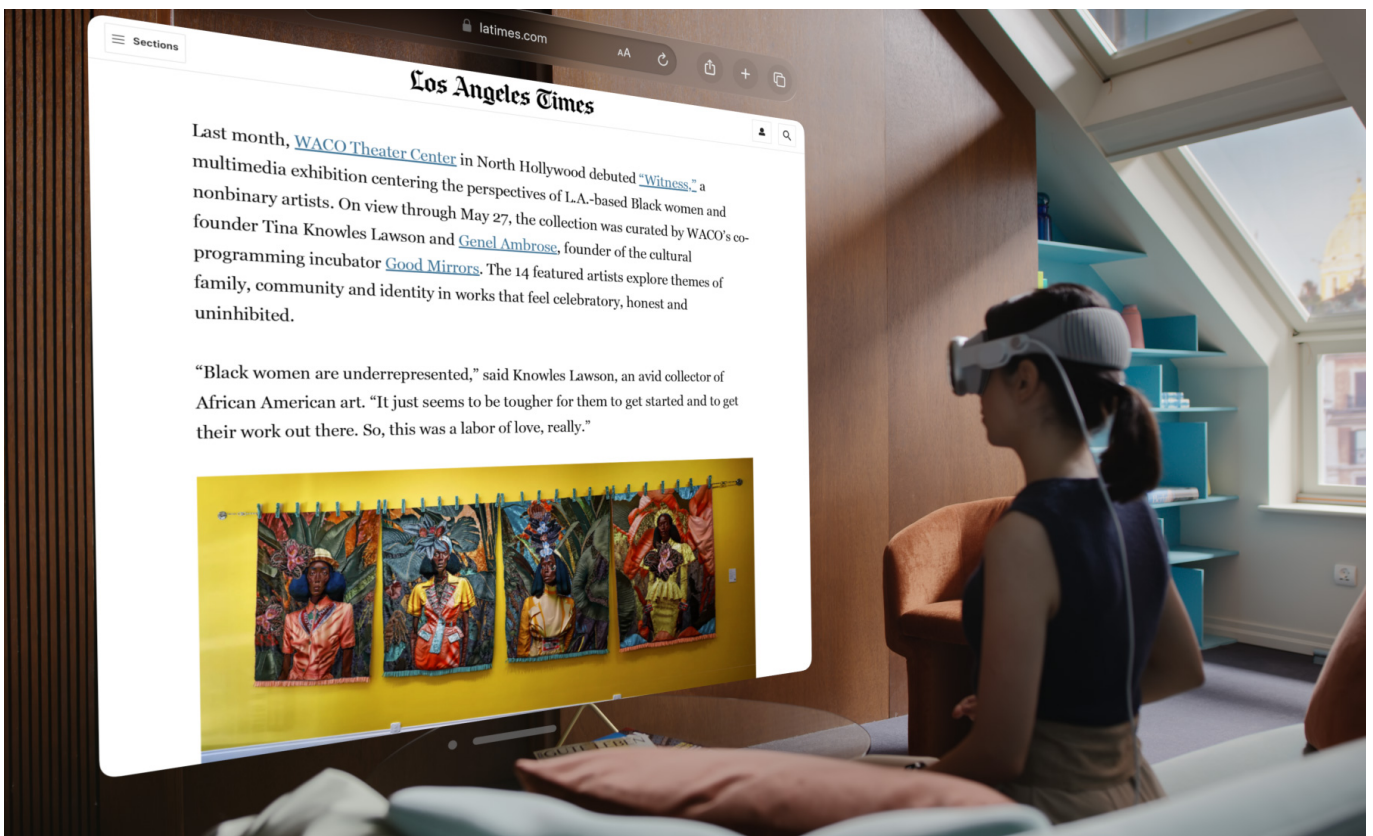 latimes.com
AA
Sections
Los Angeles Times
Last month, WACO Theater Center in North Hollywood debuted “Witness,” a
multimedia exhibition centering the perspectives of L.A.-based Black women and
nonbinary artists. On view through May 27, the collection was curated by WACO’s co-
founder Tina Knowles Lawson and Genel Ambrose, founder of the cultural
programming incubator Good Mirrors. The 14 featured artists explore themes of
family, community and identity in works that feel celebratory, honest and
uninhibited.
“Black women are underrepresented,” said Knowles Lawson, an avid collector of
African American art. “It just seems to be tougher for them to get started and to get
their work out there. So, this was a labor of love, really.”
GUTE LEBEN